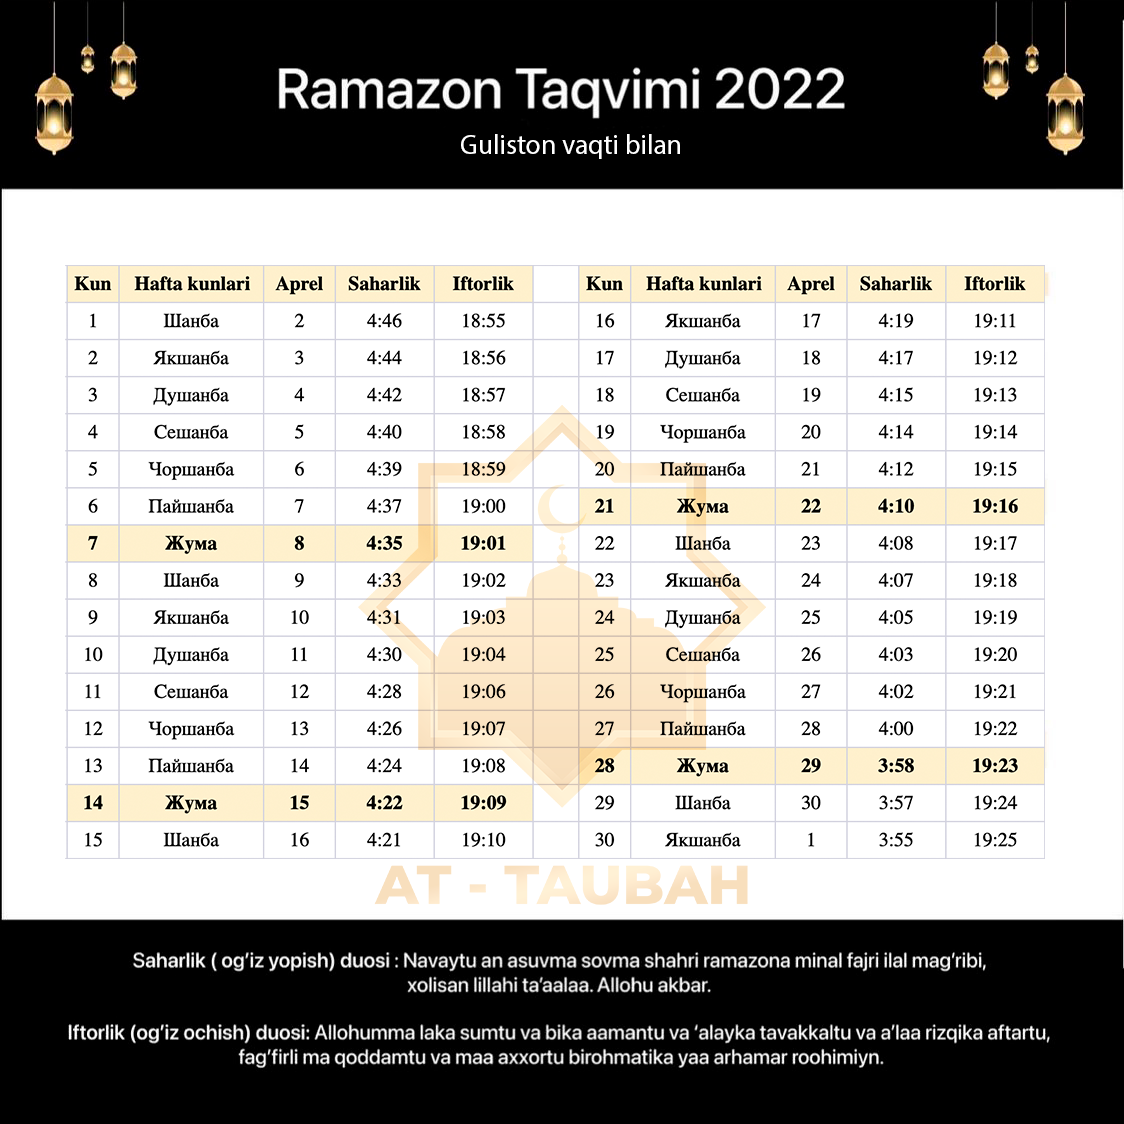 Ramazon Taqvimi 2022
Guliston vaqti bilan
Kun Hafta kunlari Aprel Saharlik Iftorlik Kun Hafta kunlari Aprel Saharlik Iftorlik
1 Шанба 2 4:46 18:55 16 Якшанба 17 4:19 19:11
2 Якшанба 3 4:44 18:56 17 Душанба 18 4:17 19:12
3 Душанба 4 4:42 18:57 18 Сешанба 19 4:15 19:13
4 Сешанба 5 4:40 18:58 19 Чоршанба 20 4:14 19:14
5 Чоршанба 6 4:39 18:59 20 Пайшанба 21 4:12 19:15
6 Пайшанба 7 4:37 19:00 21 Жума 22 4:10 19:16
7 Жума 8 4:35 19:01 22 Шанба 23 4:08 19:17
8 Шанба 9 4:33 19:02 23 Якшанба 24 4:07 19:18
9 Якшанба 10 4:31 19:03 24 Душанба 25 4:05 19:19
10 Душанба 11 4:30 19:04 25 Сешанба 26 4:03 19:20
11 Сешанба 12 4:28 19:06 26 Чоршанба 27 4:02 19:21
12 Чоршанба 13 4:26 19:07 27 Пайшанба 28 4:00 19:22
13 Пайшанба 14 4:24 19:08 28 Жума 29 3:58 19:23
14 Жума 15 4:22 19:09 29 Шанба 30 3:57 19:24
15 Шанба 16 4:21 19:10 30 Якшанба 1 3:55 19:25
AT - TAUBAH
Saharlik ( og‘iz yopish) duosi : Navaytu an asuvma sovma shahri ramazona minal fajri ilal mag‘ribi,
xolisan lillahi ta’aalaa. Allohu akbar.
Iftorlik (og‘iz ochish) duosi: Allohumma laka sumtu va bika aamantu va ‘alayka tavakkaltu va a’laa rizqika aftartu,
fag‘firli ma qoddamtu va maa axxortu birohmatika yaa arhamar roohimiyn.